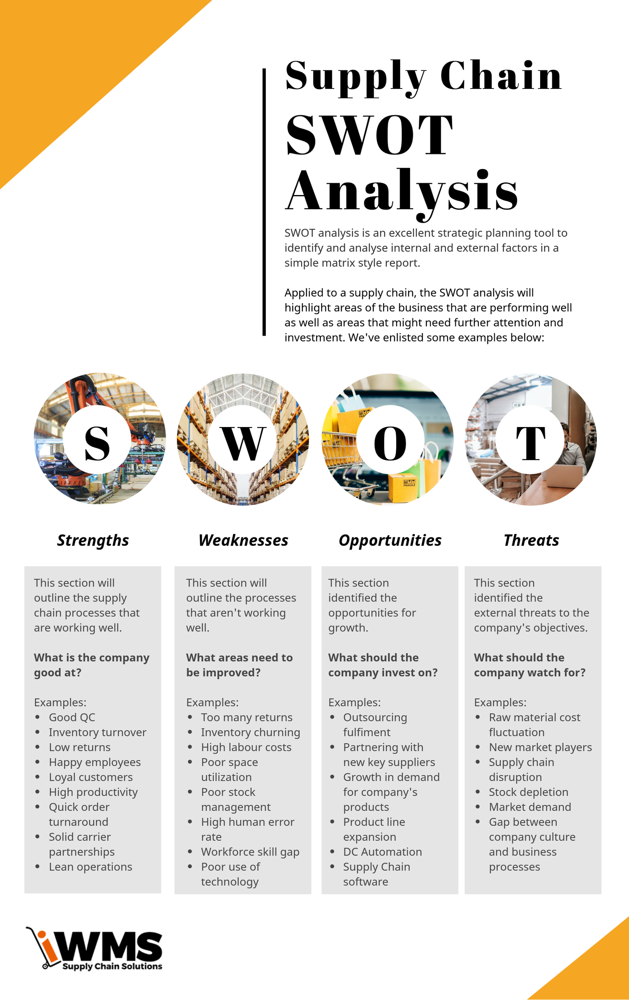 Supply Chain
SWOT
Analysis
SWOT analysis is an excellent strategic planning tool to
identify and analyse internal and external factors in a
simple matrix style report.
Applied to a supply chain, the SWOT analysis will
highlight areas of the business that are performing well
as well as areas that might need further attention and
investment. We've enlisted some examples below:
S
W
O
T
FRAGILE
Strengths
This section will
outline the supply
chain processes that
are working well.
What is the company
good at?
Examples:
• Good QC
• Inventory turnover
• Low returns
• Happy employees
• Loyal customers
• High productivity
• Quick order
turnaround
• Solid carrier
partnerships
• Lean operations
Weaknesses
This section will
outline the processes
that aren't working
well.
What areas need to
be improved?
Examples:
• Too many returns
• Inventory churning
• High labour costs
• Poor space
utilization
• Poor stock
management
• High human error
rate
• Workforce skill gap
• Poor use of
technology
Opportunities
This section
identified the
opportunities for
growth.
What should the
company invest on?
Examples:
• Outsourcing
fulfiment
• Partnering with
new key suppliers
• Growth in demand
for company's
products
• Product line
expansion
• DC Automation
• Supply Chain
software
Threats
This section
identified the
external threats to the
company's objectives.
What should the
company watch for?
Examples:
• Raw material cost
fluctuation
• New market players
• Supply chain
disruption
• Stock depletion
• Market demand
• Gap between
company culture
and business
processes
iWMS
Supply Chain Solutions